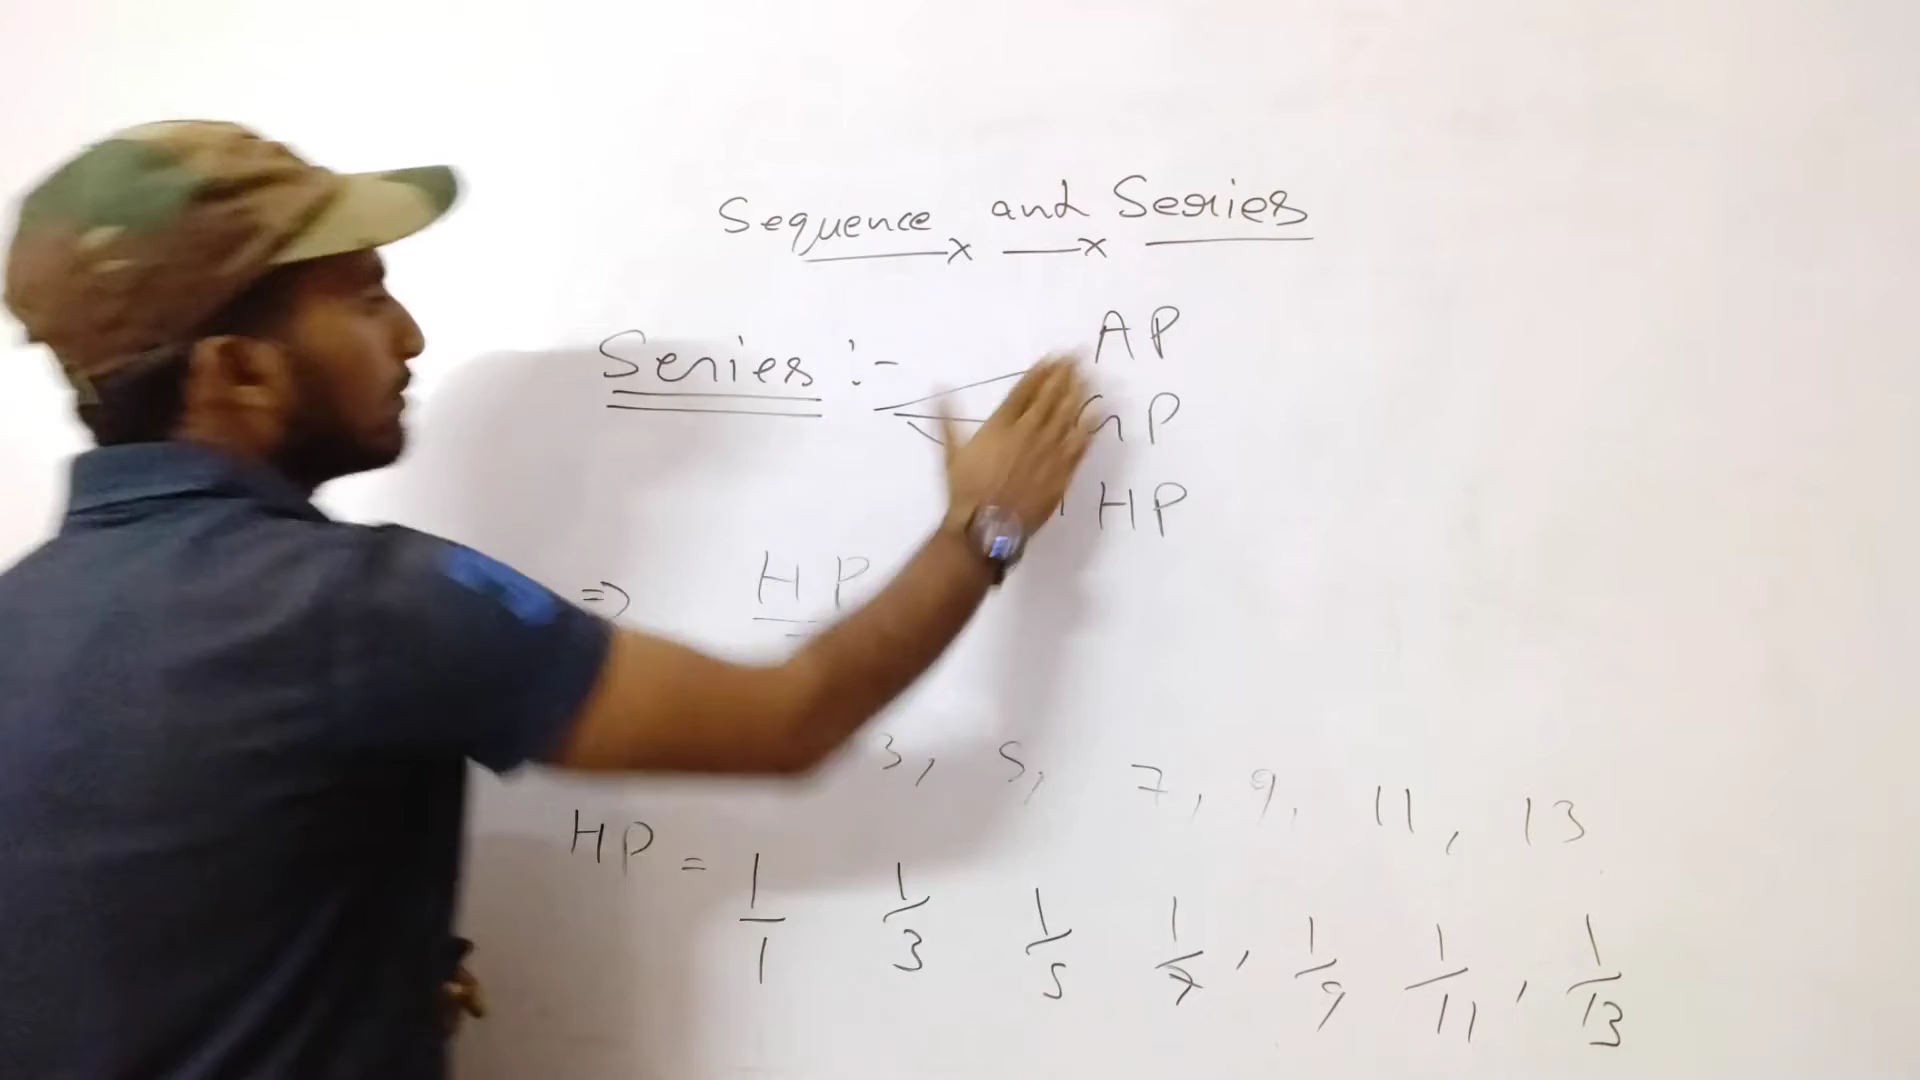 Sequence and Series
Series :-
AP
GP
HP
=> HP
3, 5, 7, 9, 11, 13
HP = 1/1 1/3 1/5 1/7, 1/9 1/11, 1/13